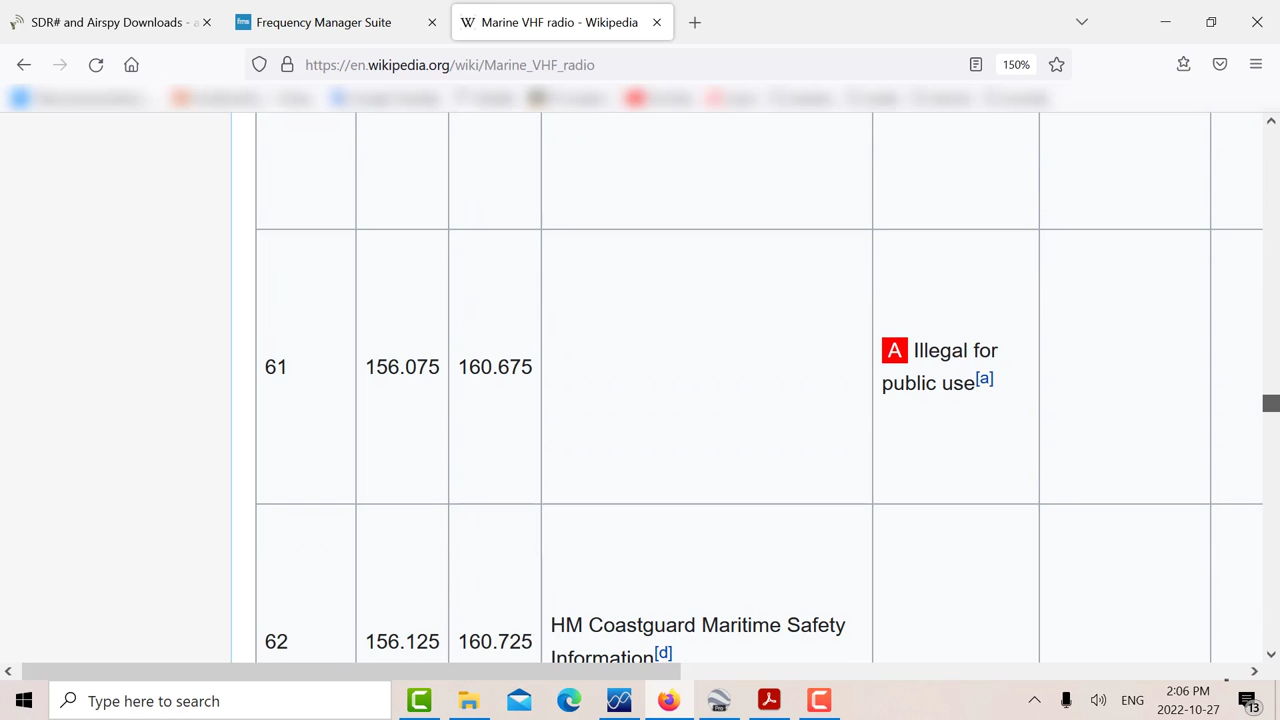 SDR# and Airspy Downloads -
Frequency Manager Suite
Marine VHF radio - Wikipedia
https://en.wikipedia.org/wiki/Marine_VHF_radio
150%
61
156.075
160.675
A Illegal for
public use[a]
62
156.125
160.725
HM Coastguard Maritime Safety
Information[d]
Type here to search
Pro
ENG
2:06 PM
2022-10-27
13